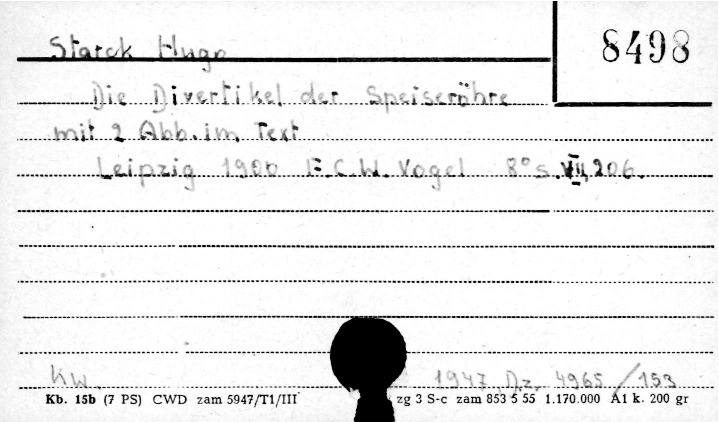 Starck Hugo
8498
Die Divertikel der Speiseröhre
mit 2 Abb. im Text
Leipzig 1900 F.C.W. Vogel 8° s. VIII, 206.
KW. 1947, Dz. 4965/153
Kb. 15b (7 PS) CWD zam 5947/T1/III zg 3 S-c zam 853 5 55 1.170.000 A1 k. 200 gr